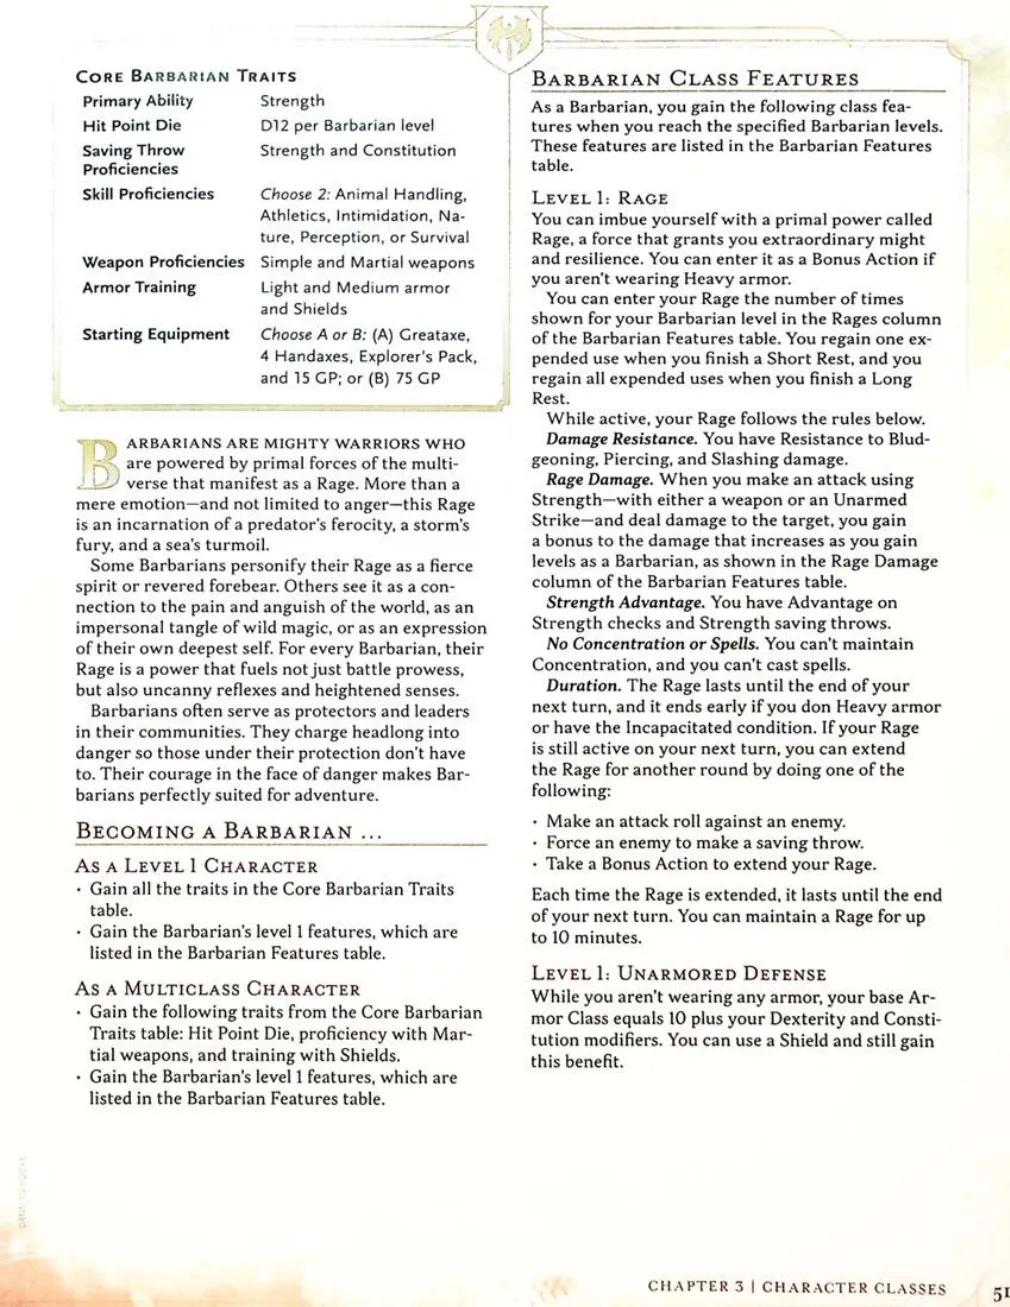 CORE BARBARIAN TRAITS
Primary Ability Strength
Hit Point Die D12 per Barbarian level
Saving Throw Strength and Constitution
Proficiencies
Skill Proficiencies Choose 2: Animal Handling,
Athletics, Intimidation, Na-
ture, Perception, or Survival
Weapon Proficiencies Simple and Martial weapons
Armor Training Light and Medium armor
and Shields
Starting Equipment Choose A or B: (A) Greataxe,
4 Handaxes, Explorer's Pack,
and 15 GP; or (B) 75 GP
BARBARIANS ARE MIGHTY WARRIORS WHO
are powered by primal forces of the multi-
verse that manifest as a Rage. More than a
mere emotion—and not limited to anger—this Rage
is an incarnation of a predator's ferocity, a storm's
fury, and a sea's turmoil.
Some Barbarians personify their Rage as a fierce
spirit or revered forebear. Others see it as a con-
nection to the pain and anguish of the world, as an
impersonal tangle of wild magic, or as an expression
of their own deepest self. For every Barbarian, their
Rage is a power that fuels not just battle prowess,
but also uncanny reflexes and heightened senses.
Barbarians often serve as protectors and leaders
in their communities. They charge headlong into
danger so those under their protection don't have
to. Their courage in the face of danger makes Bar-
barians perfectly suited for adventure.
BECOMING A BARBARIAN ...
AS A LEVEL 1 CHARACTER
• Gain all the traits in the Core Barbarian Traits
table.
• Gain the Barbarian's level 1 features, which are
listed in the Barbarian Features table.
AS A MULTICLASS CHARACTER
• Gain the following traits from the Core Barbarian
Traits table: Hit Point Die, proficiency with Mar-
tial weapons, and training with Shields.
• Gain the Barbarian's level 1 features, which are
listed in the Barbarian Features table.
BARBARIAN CLASS FEATURES
As a Barbarian, you gain the following class fea-
tures when you reach the specified Barbarian levels.
These features are listed in the Barbarian Features
table.
LEVEL 1: RAGE
You can imbue yourself with a primal power called
Rage, a force that grants you extraordinary might
and resilience. You can enter it as a Bonus Action if
you aren't wearing Heavy armor.
You can enter your Rage the number of times
shown for your Barbarian level in the Rages column
of the Barbarian Features table. You regain one ex-
pended use when you finish a Short Rest, and you
regain all expended uses when you finish a Long
Rest.
While active, your Rage follows the rules below.
Damage Resistance. You have Resistance to Blud-
geoning, Piercing, and Slashing damage.
Rage Damage. When you make an attack using
Strength—with either a weapon or an Unarmed
Strike—and deal damage to the target, you gain
a bonus to the damage that increases as you gain
levels as a Barbarian, as shown in the Rage Damage
column of the Barbarian Features table.
Strength Advantage. You have Advantage on
Strength checks and Strength saving throws.
No Concentration or Spells. You can't maintain
Concentration, and you can't cast spells.
Duration. The Rage lasts until the end of your
next turn, and it ends early if you don Heavy armor
or have the Incapacitated condition. If your Rage
is still active on your next turn, you can extend
the Rage for another round by doing one of the
following:
• Make an attack roll against an enemy.
• Force an enemy to make a saving throw.
• Take a Bonus Action to extend your Rage.
Each time the Rage is extended, it lasts until the end
of your next turn. You can maintain a Rage for up
to 10 minutes.
LEVEL 1: UNARMORED DEFENSE
While you aren't wearing any armor, your base Ar-
mor Class equals 10 plus your Dexterity and Consti-
tution modifiers. You can use a Shield and still gain
this benefit.
CHAPTER 3 | CHARACTER CLASSES 51